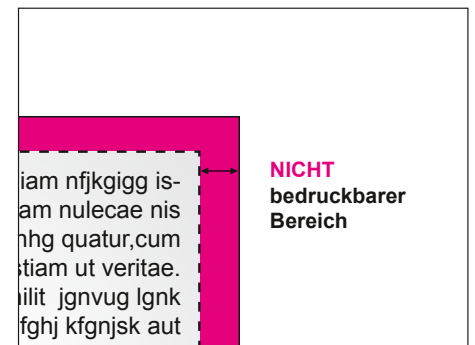 iam nfjkgigg is-
am nulecae nis
nhg quatur,cum
stiam ut veritae.
ilit jgnvug lgnk
fghj kfgnjsk aut
NICHT
bedruckbarer
Bereich